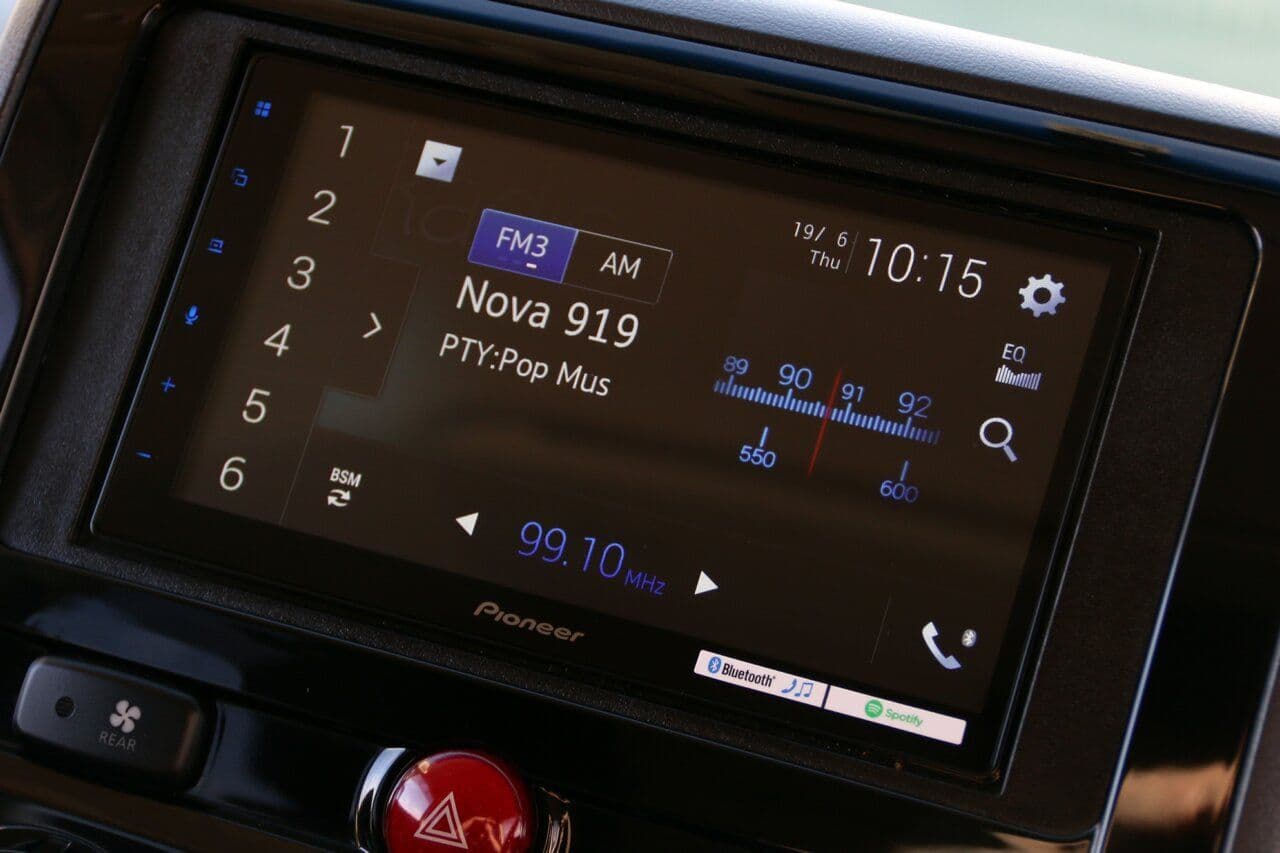 1
2
3
4
5
6
FM3
AM
Nova 919
PTY:Pop Mus
BSM
19/ 6
Thu
10:15
EQ
89 90 91 92
550 600
99.10 MHz
Pioneer
Bluetooth®
Spotify
REAR